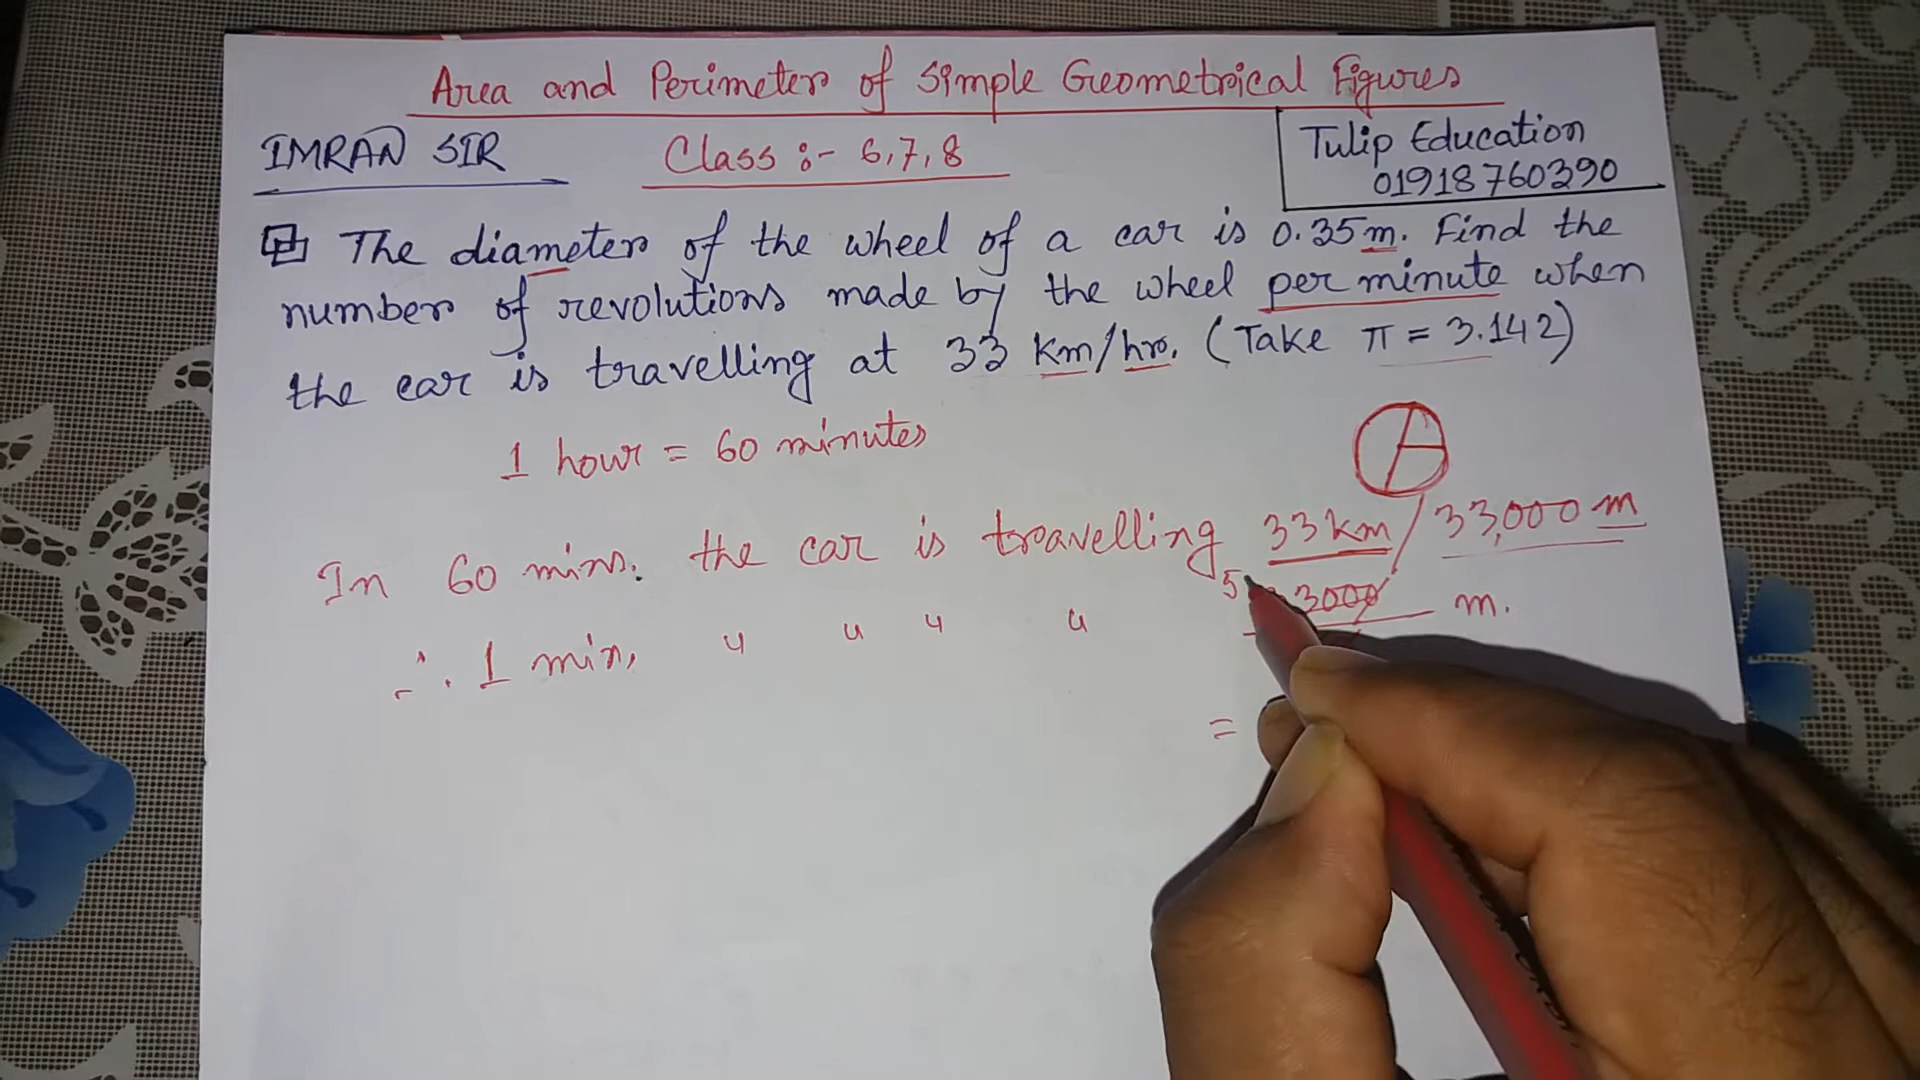 Area and Perimeter of Simple Geometrical Figures
IMRAN SIR
Class :- 6,7,8
Tulip Education
01918760390
The diameter of the wheel of a car is 0.35m. Find the
number of revolutions made by the wheel per minute when
the car is travelling at 33 km/hr. (Take π = 3.142)
1 hour = 60 minutes
In 60 mins. the car is travelling 33 km / 33,000 m
5
3000 m.
∴ 1 min, " " " "
=